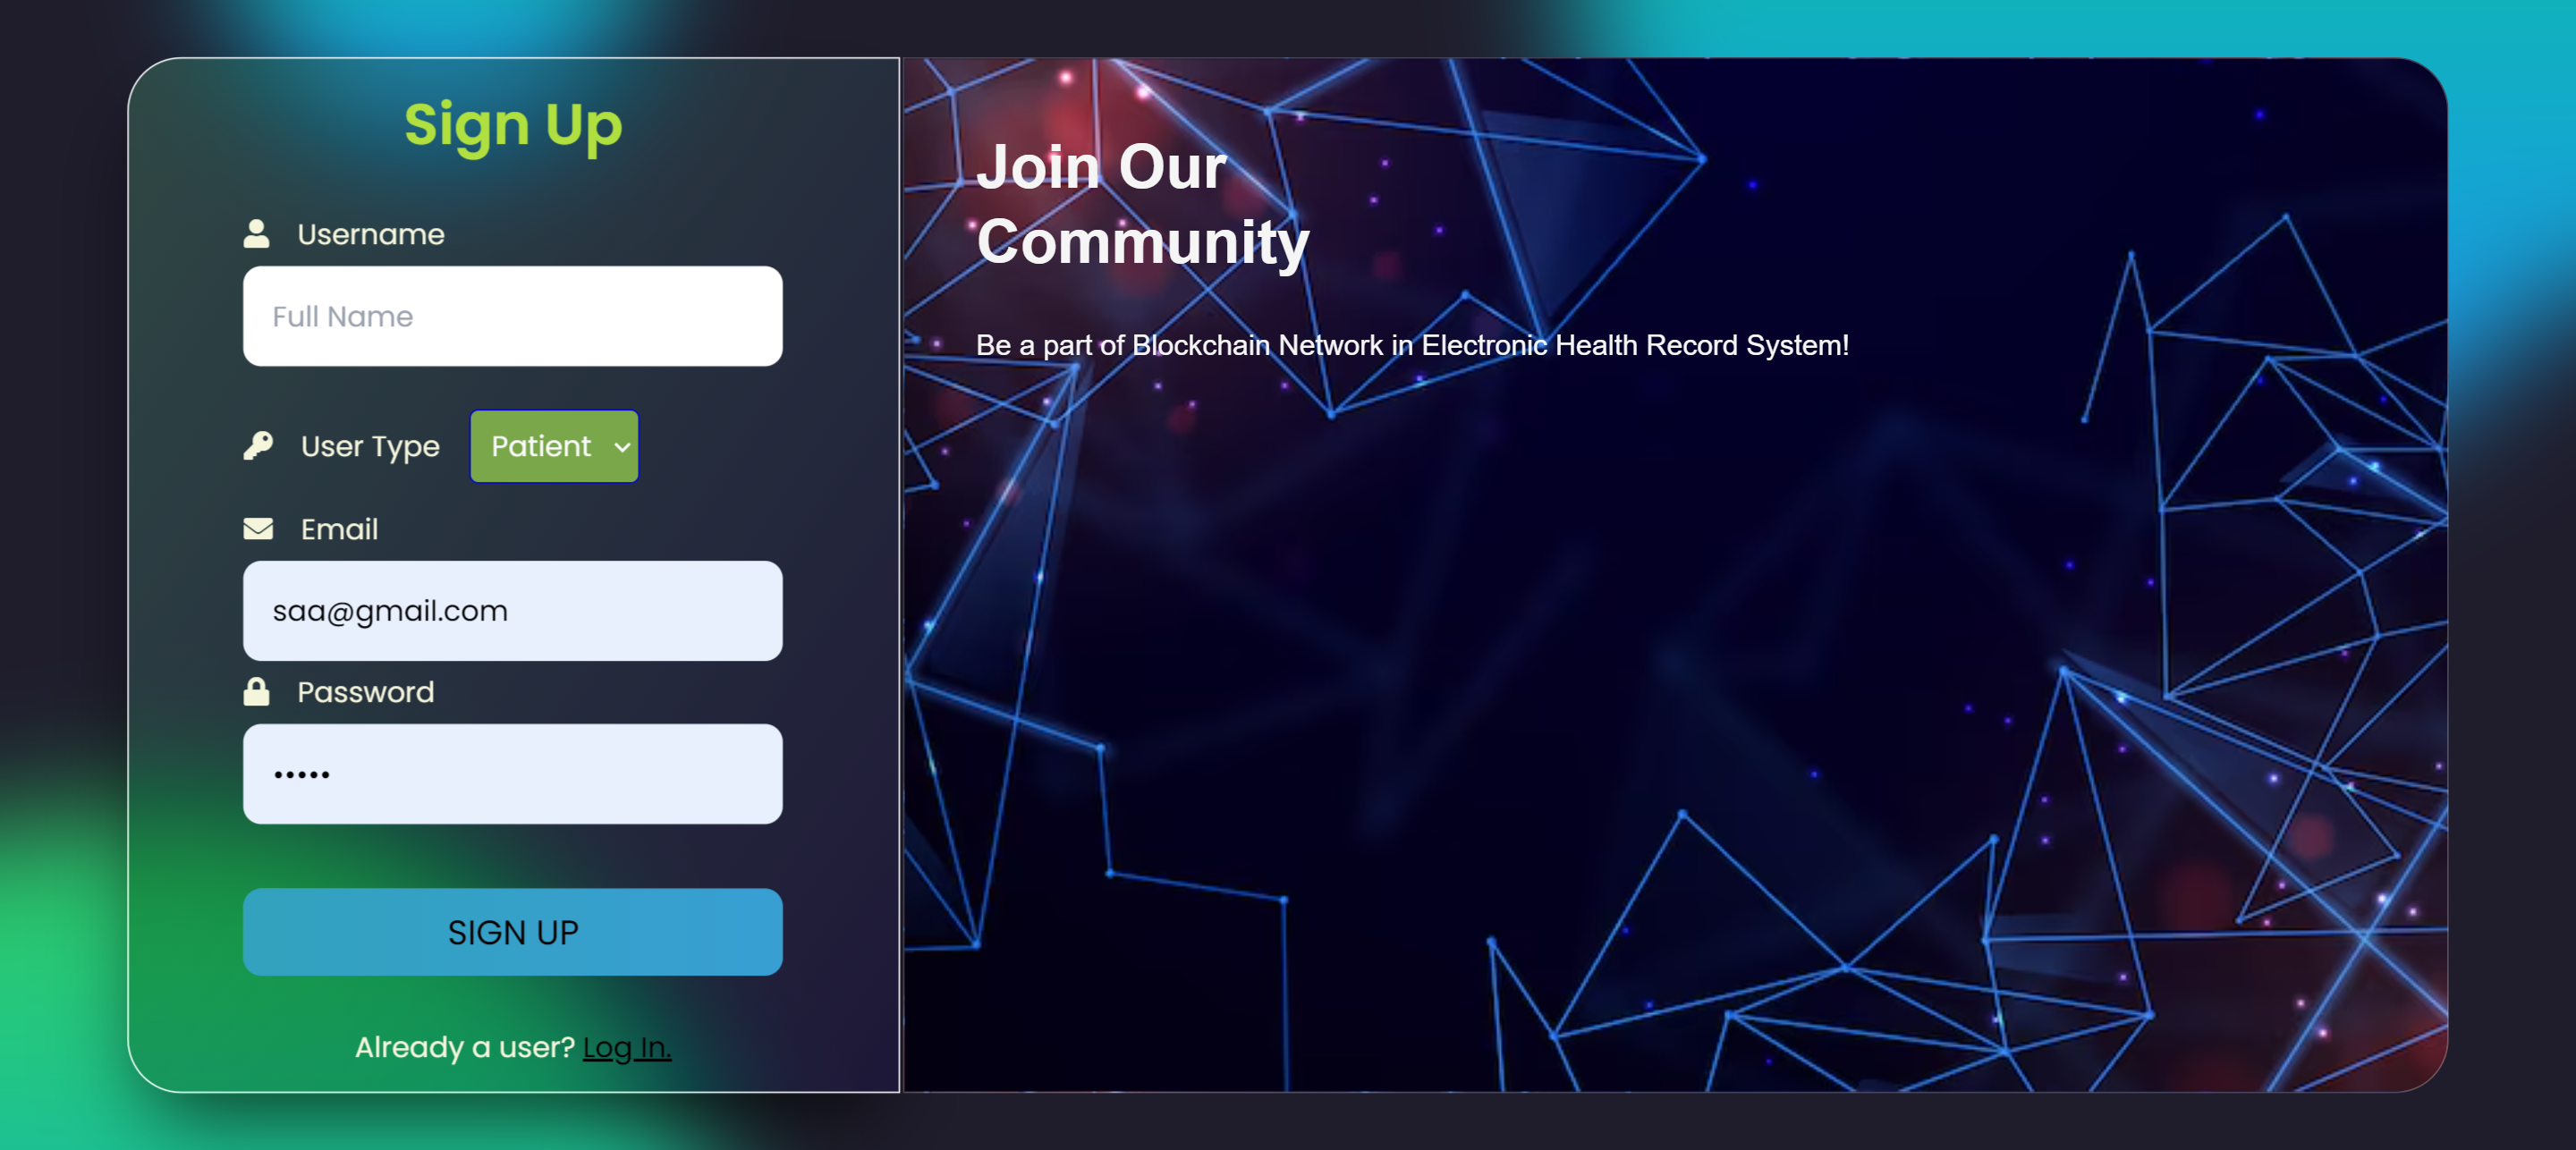 Sign Up
Username
Full Name
User Type Patient
Email
saa@gmail.com
Password
•••••
SIGN UP
Already a user? Log In.
Join Our
Community
Be a part of Blockchain Network in Electronic Health Record System!